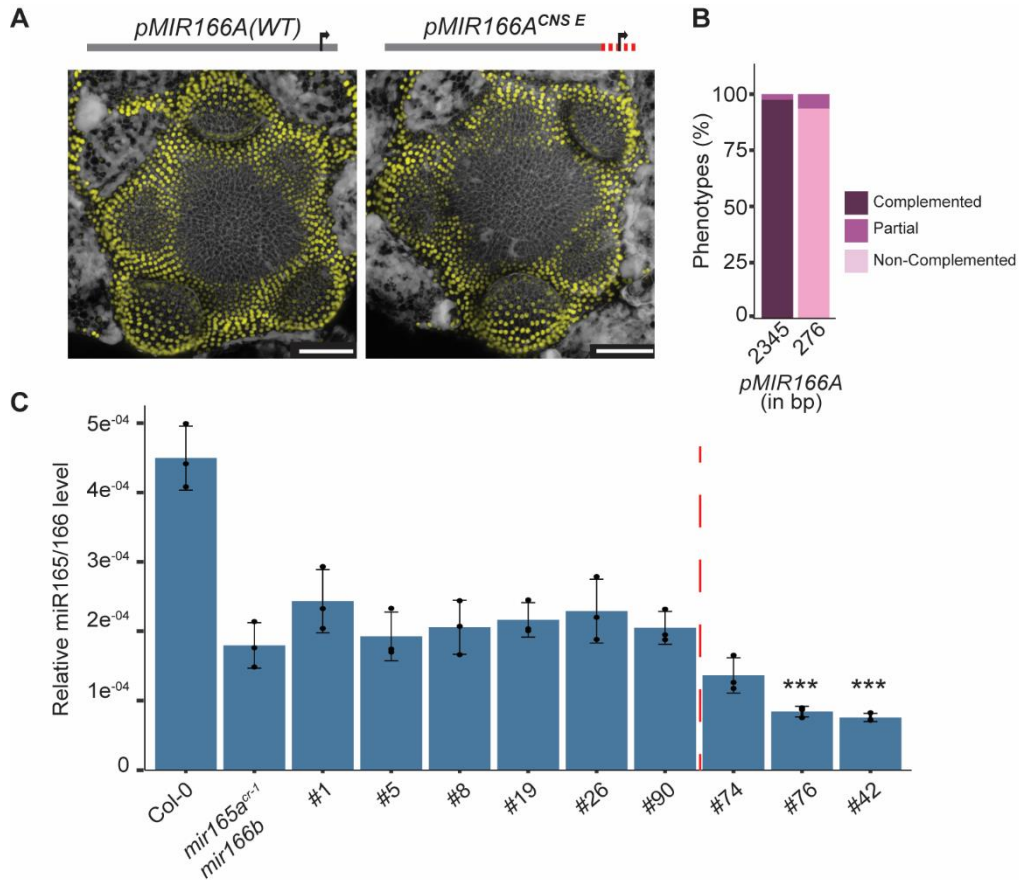 A
pMIR166A(WT)
pMIR166A^CNS E
B
100
75
50
25
0
Phenotypes (%)
Complemented
Partial
Non-Complemented
2345
276
pMIR166A
(in bp)
C
5e-04
4e-04
3e-04
2e-04
1e-04
0
Relative miR165/166 level
***
***
Col-0
mir165a^cr-1
mir166b
#1
#5
#8
#19
#26
#90
#74
#76
#42